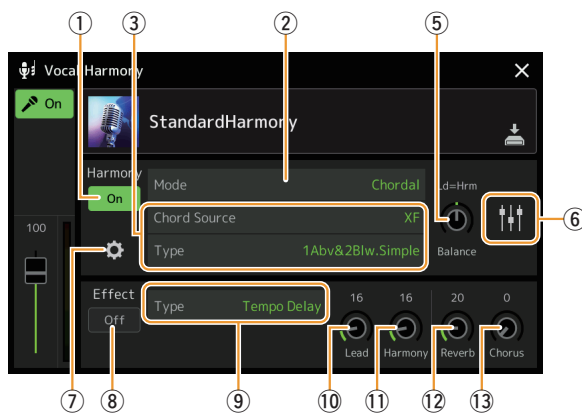 ① ③ ② ⑤
Vocal Harmony
On
StandardHarmony
Harmony
On
Mode Chordal
Ld=Hrm
Chord Source XF
Type 1Abv&2Blw.Simple
Balance
⑥
100
Effect
Off
Type Tempo Delay
16 16 20 0
Lead Harmony Reverb Chorus
⑦ ⑧ ⑨ ⑩ ⑪ ⑫ ⑬